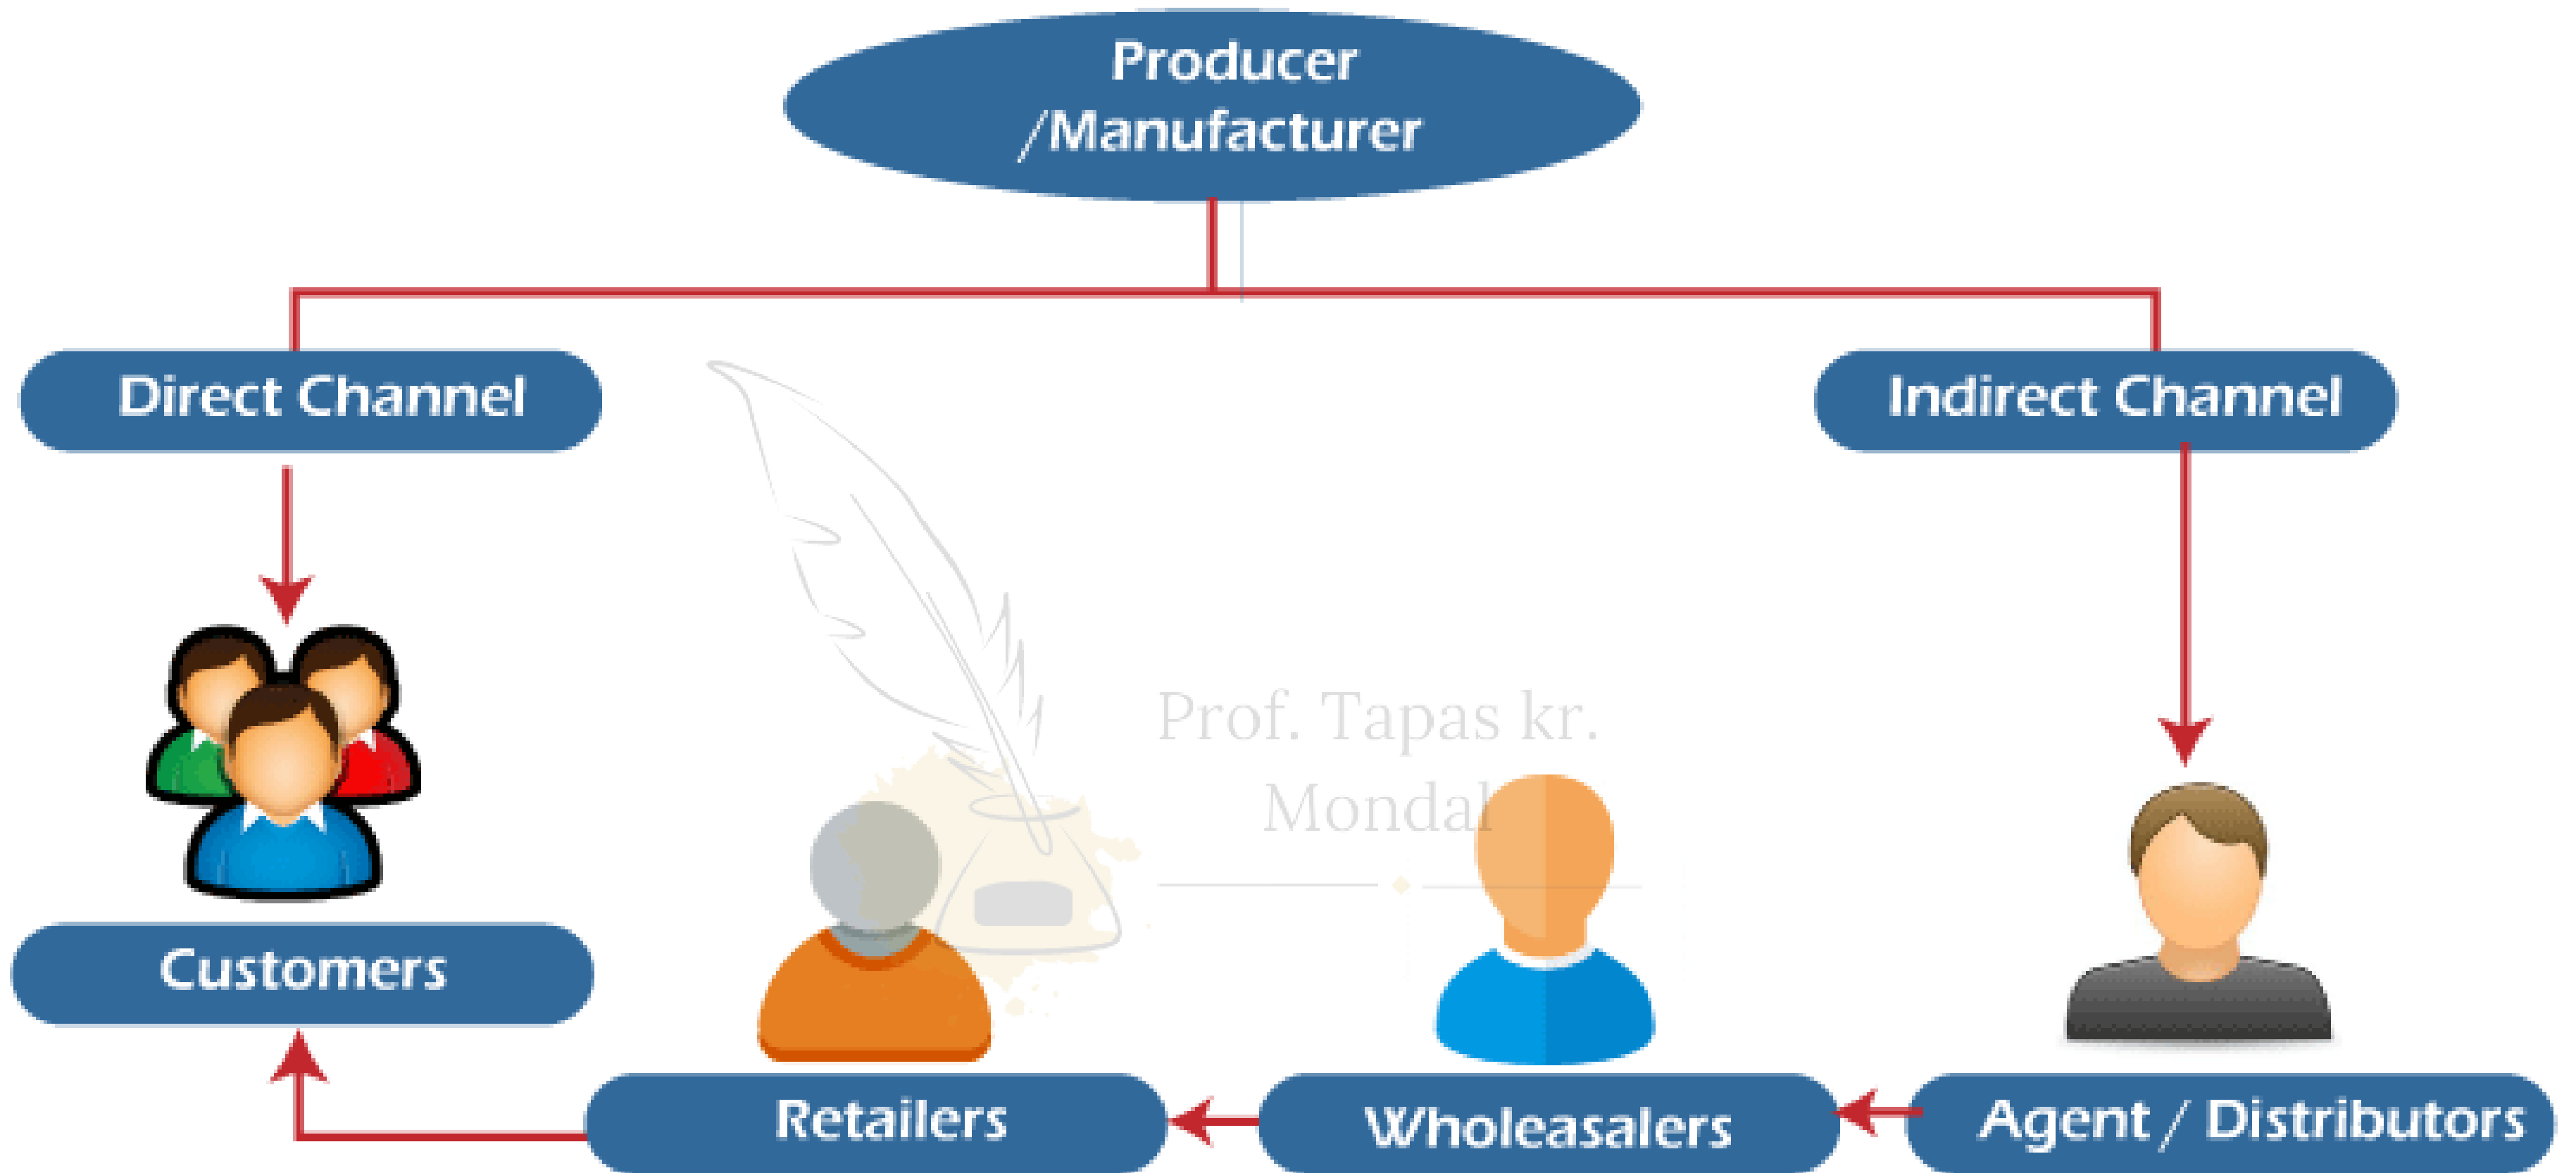 Producer
/Manufacturer
Direct Channel
Indirect Channel
Prof. Tapas kr.
Mondal
Customers
Retailers
Wholeasalers
Agent / Distributors